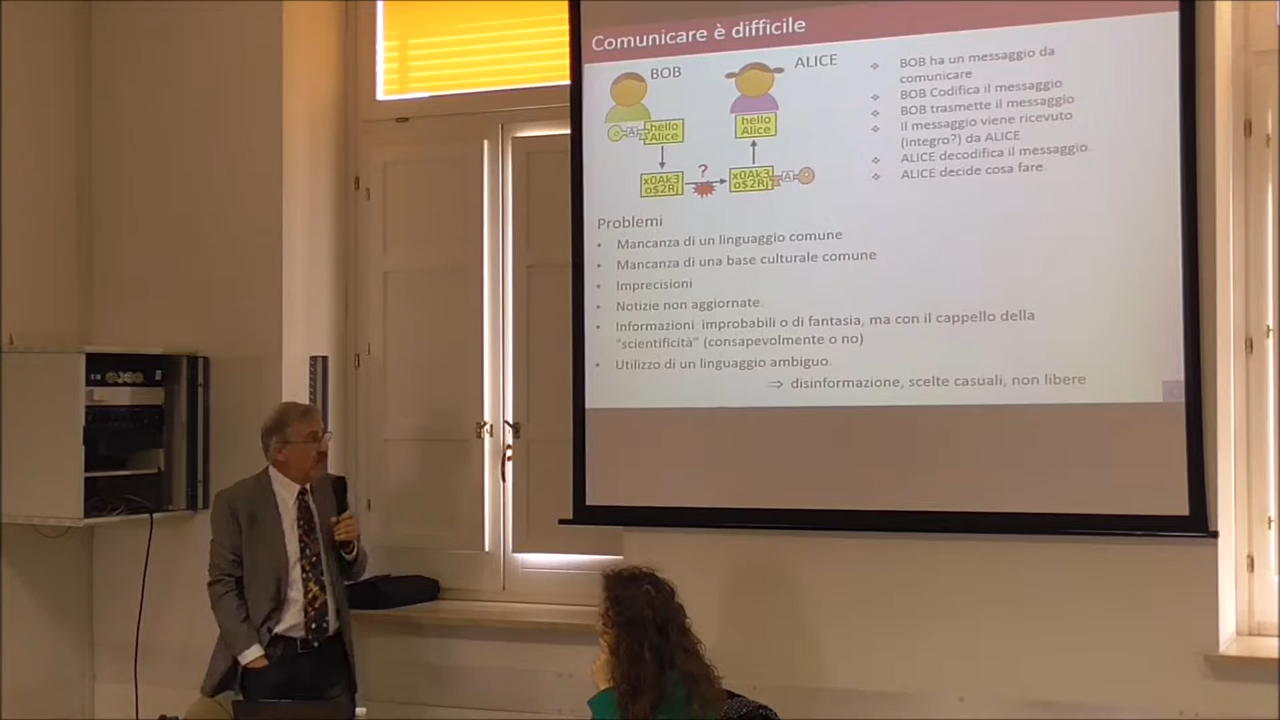 Comunicare è difficile
BOB
ALICE
hello
Alice
A
hello
Alice
x0Ak3
o$2Rj
?
x0Ak3
o$2Rj
A
BOB ha un messaggio da
comunicare
BOB Codifica il messaggio
BOB trasmette il messaggio
Il messaggio viene ricevuto
(integro?) da ALICE
ALICE decodifica il messaggio.
ALICE decide cosa fare.
Problemi
Mancanza di un linguaggio comune
Mancanza di una base culturale comune
Imprecisioni
Notizie non aggiornate.
Informazioni improbabili o di fantasia, ma con il cappello della
"scientificità" (consapevolmente o no)
Utilizzo di un linguaggio ambiguo.
⇒ disinformazione, scelte casuali, non libere